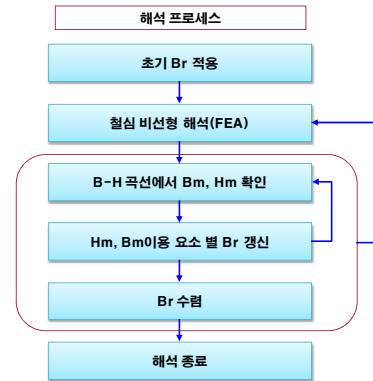 해석 프로세스
초기 Br 적용
철심 비선형 해석(FEA)
B-H 곡선에서 Bm, Hm 확인
Hm, Bm이용 요소 별 Br 갱신
Br 수렴
해석 종료